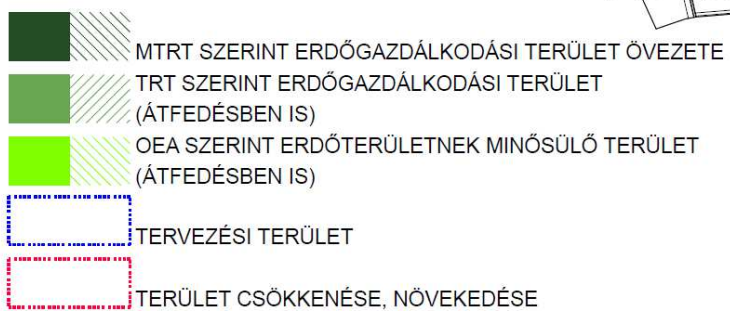 MTRT SZERINT ERDŐGAZDÁLKODÁSI TERÜLET ÖVEZETE
TRT SZERINT ERDŐGAZDÁLKODÁSI TERÜLET
(ÁTFEDÉSBEN IS)
OEA SZERINT ERDŐTERÜLETNEK MINŐSÜLŐ TERÜLET
(ÁTFEDÉSBEN IS)
TERVEZÉSI TERÜLET
TERÜLET CSÖKKENÉSE, NÖVEKEDÉSE